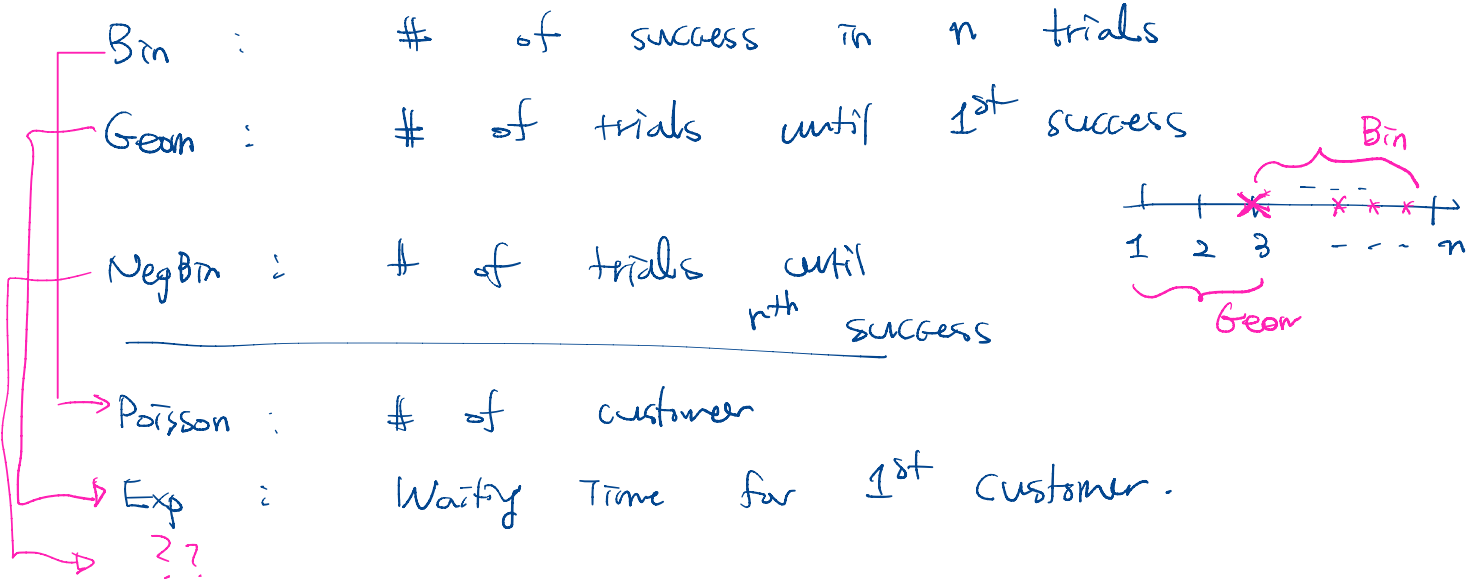 Bin : # of success in n trials
Geom : # of trials until 1st success
Bin
1 2 3 - - - n
Geom
NegBin : # of trials until
rth success
Poisson : # of customer
Exp : Waiting Time for 1st customer.
??